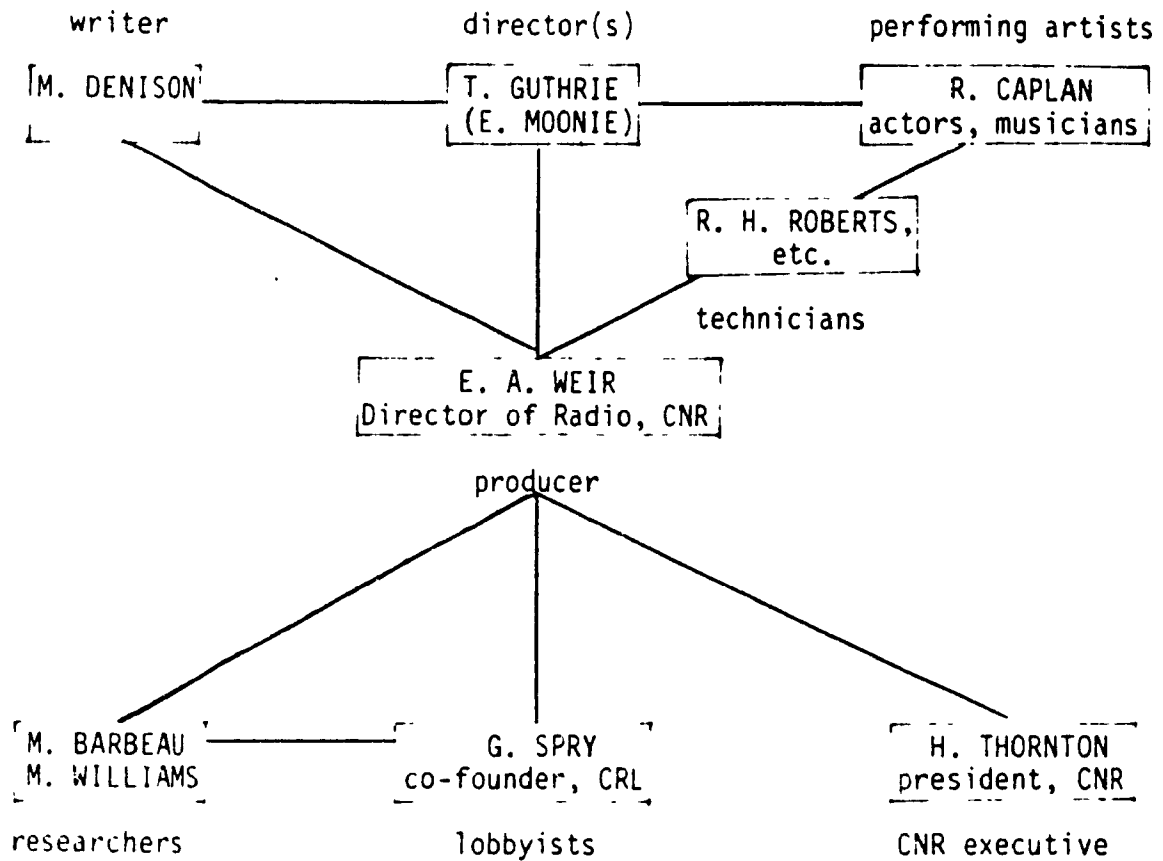 writer
director(s)
performing artists
M. DENISON
T. GUTHRIE
(E. MOONIE)
R. CAPLAN
actors, musicians
R. H. ROBERTS,
etc.
technicians
E. A. WEIR
Director of Radio, CNR
producer
M. BARBEAU
M. WILLIAMS
G. SPRY
co-founder, CRL
H. THORNTON
president, CNR
researchers
lobbyists
CNR executive